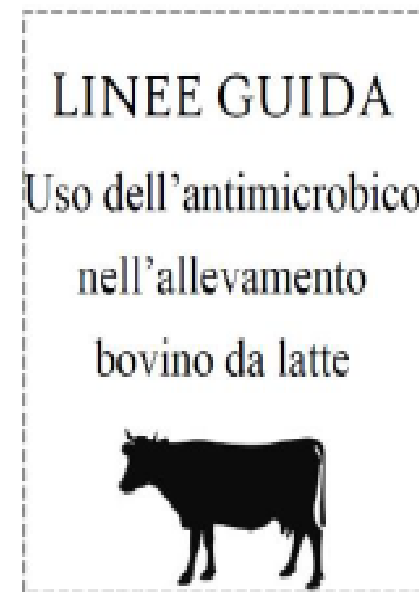 LINEE GUIDA
Uso dell’antimicrobico
nell’allevamento
bovino da latte